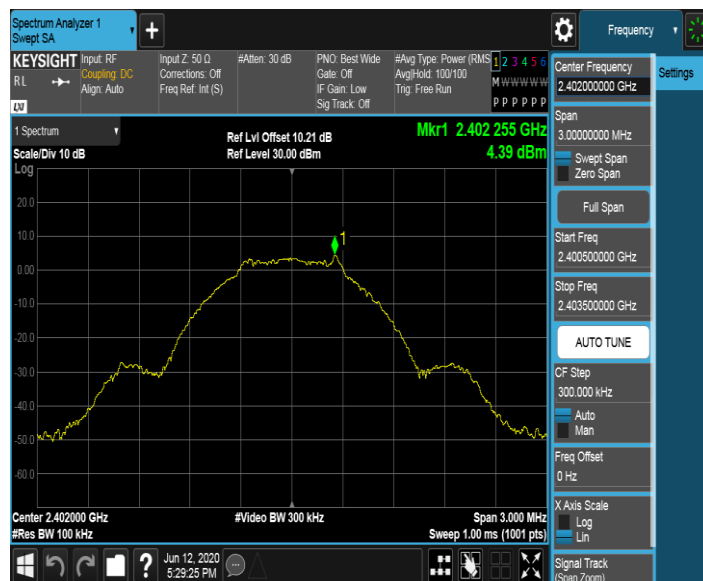 Spectrum Analyzer 1
Swept SA
+
Frequency
KEYSIGHT
RL
LXI
Input: RF
Coupling: DC
Align: Auto
Input Z: 50 Ω
Corrections: Off
Freq Ref: Int (S)
#Atten: 30 dB
PNO: Best Wide
Gate: Off
IF Gain: Low
Sig Track: Off
#Avg Type: Power (RMS
Avg|Hold: 100/100
Trig: Free Run
1 2 3 4 5 6
M W W W W W
P P P P P P
1 Spectrum
Scale/Div 10 dB
Ref Lvl Offset 10.21 dB
Ref Level 30.00 dBm
Mkr1 2.402 255 GHz
4.39 dBm
Log
20.0
10.0
0.00
-10.0
-20.0
-30.0
-40.0
-50.0
-60.0
1
Center 2.402000 GHz
#Res BW 100 kHz
#Video BW 300 kHz
Span 3.000 MHz
Sweep 1.00 ms (1001 pts)
Center Frequency
2.402000000 GHz
Settings
Span
3.00000000 MHz
Swept Span
Zero Span
Full Span
Start Freq
2.400500000 GHz
Stop Freq
2.403500000 GHz
AUTO TUNE
CF Step
300.000 kHz
Auto
Man
Freq Offset
0 Hz
X Axis Scale
Log
Lin
Signal Track
(Span Zoom)
?
Jun 12, 2020
5:29:25 PM